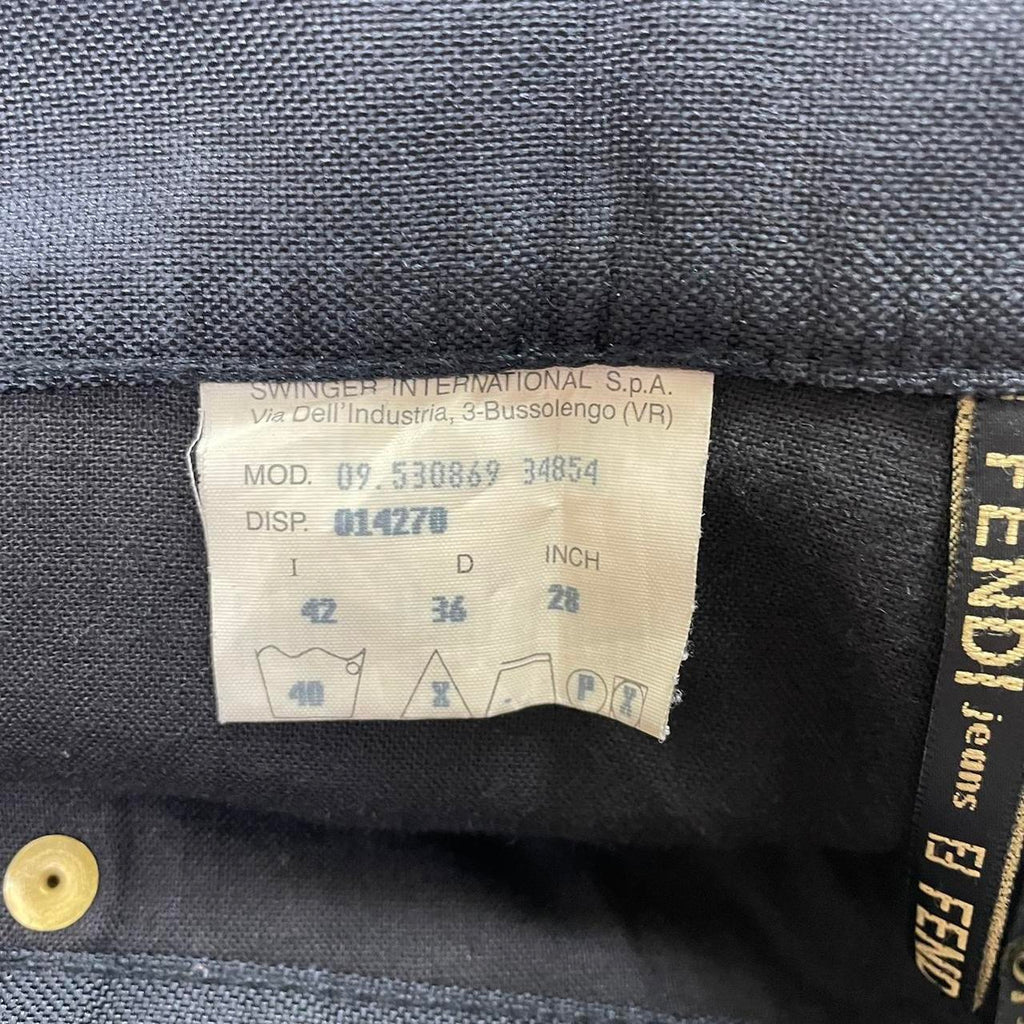 SWINGER INTERNATIONAL S.p.A.
Via Dell'Industria, 3-Bussolengo (VR)
MOD. 09.530869 34854
DISP. 014270
I D INCH
42 36 28
40 X P X
FENDI jeans FEND